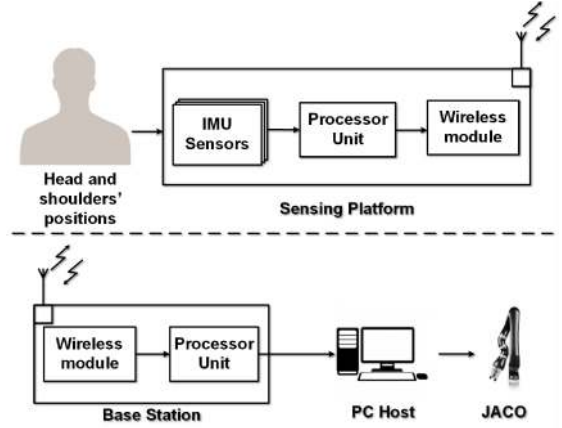 IMU
Sensors
Processor
Unit
Wireless
module
Head and
shoulders'
positions
Sensing Platform
Wireless
module
Processor
Unit
Base Station
PC Host
JACO